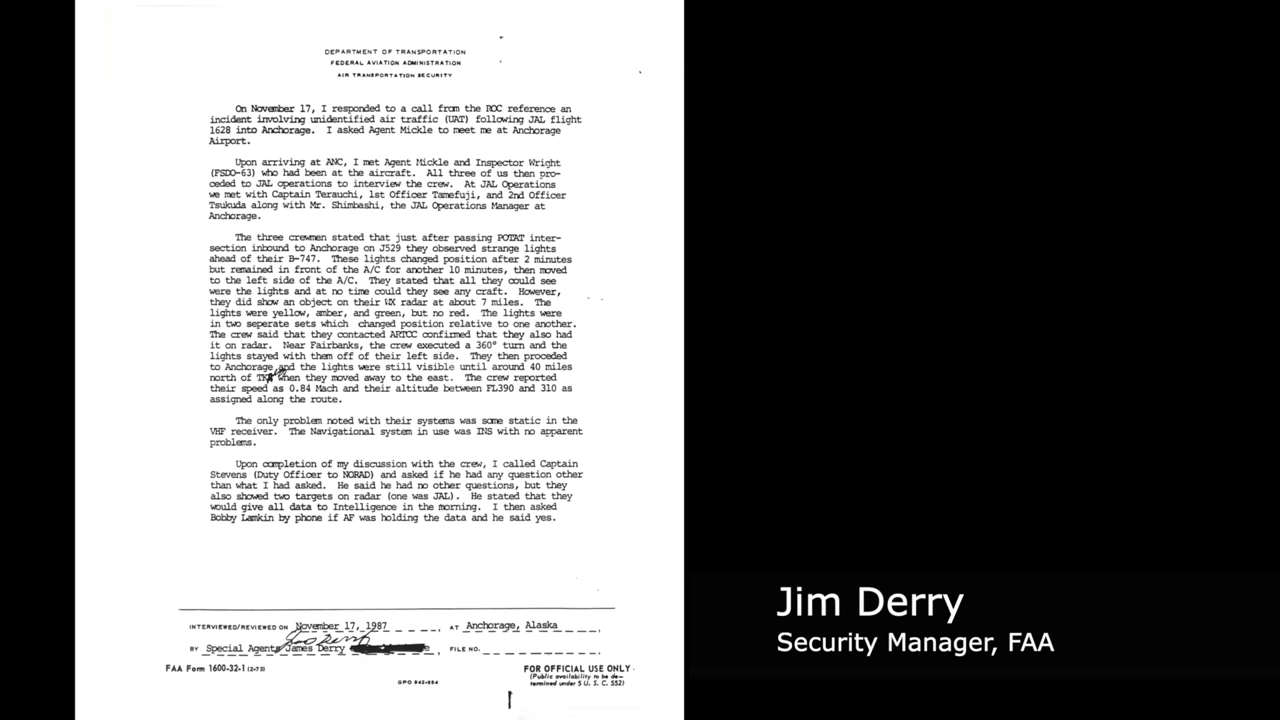 DEPARTMENT OF TRANSPORTATION
FEDERAL AVIATION ADMINISTRATION
AIR TRANSPORTATION SECURITY
On November 17, I responded to a call from the ROC reference an
incident involving unidentified air traffic (UAT) following JAL flight
1628 into Anchorage. I asked Agent Mickle to meet me at Anchorage
Airport.
Upon arriving at ANC, I met Agent Mickle and Inspector Wright
(FSDO-63) who had been at the aircraft. All three of us then pro-
ceded to JAL operations to interview the crew. At JAL Operations
we met with Captain Terauchi, 1st Officer Tamefuji, and 2nd Officer
Tsukuda along with Mr. Shimbashi, the JAL Operations Manager at
Anchorage.
The three crewmen stated that just after passing POTAT inter-
section inbound to Anchorage on J529 they observed strange lights
ahead of their B-747. These lights changed position after 2 minutes
but remained in front of the A/C for another 10 minutes, then moved
to the left side of the A/C. They stated that all they could see
were the lights and at no time could they see any craft. However,
they did show an object on their WX radar at about 7 miles. The
lights were yellow, amber, and green, but no red. The lights were
in two seperate sets which changed position relative to one another.
The crew said that they contacted ARTCC confirmed that they also had
it on radar. Near Fairbanks, the crew executed a 360° turn and the
lights stayed with them off of their left side. They then proceded
to Anchorage and the lights were still visible until around 40 miles
north of when they moved away to the east. The crew reported
their speed as 0.84 Mach and their altitude between FL390 and 310 as
assigned along the route.
The only problem noted with their systems was some static in the
VHF receiver. The Navigational system in use was INS with no apparent
problems.
Upon completion of my discussion with the crew, I called Captain
Stevens (Duty Officer to NORAD) and asked if he had any question other
than what I had asked. He said he had no other questions, but they
also showed two targets on radar (one was JAL). He stated that they
would give all data to Intelligence in the morning. I then asked
Bobby Lamkin by phone if AF was holding the data and he said yes.
INTERVIEWED/REVIEWED ON November 17, 1987 AT Anchorage, Alaska
BY Special Agent James Derry FILE NO.
FAA Form 1600-32-1 (2-73)
FOR OFFICIAL USE ONLY
(Public availability to be de-
termined under 5 U. S. C. 552)
GPO 942-954
Jim Derry
Security Manager, FAA